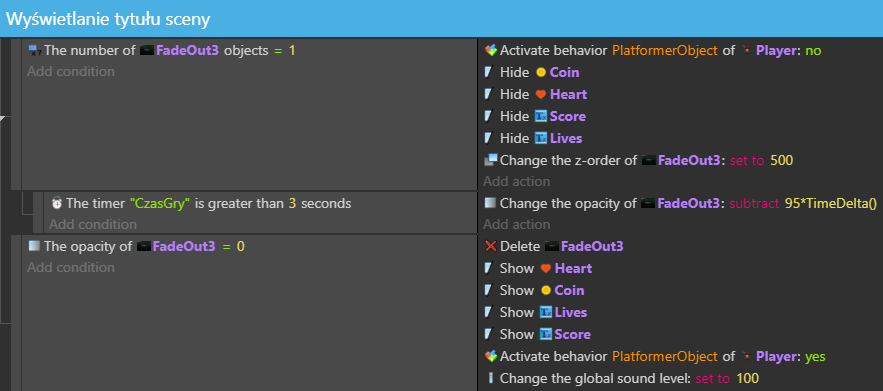 Wyświetlanie tytułu sceny
The number of FadeOut3 objects = 1
Add condition
Activate behavior PlatformerObject of Player: no
Hide Coin
Hide Heart
Hide Score
Hide Lives
Change the z-order of FadeOut3: set to 500
Add action
The timer "CzasGry" is greater than 3 seconds
Add condition
Change the opacity of FadeOut3: subtract 95*TimeDelta()
Add action
The opacity of FadeOut3 = 0
Add condition
Delete FadeOut3
Show Heart
Show Coin
Show Lives
Show Score
Activate behavior PlatformerObject of Player: yes
Change the global sound level: set to 100